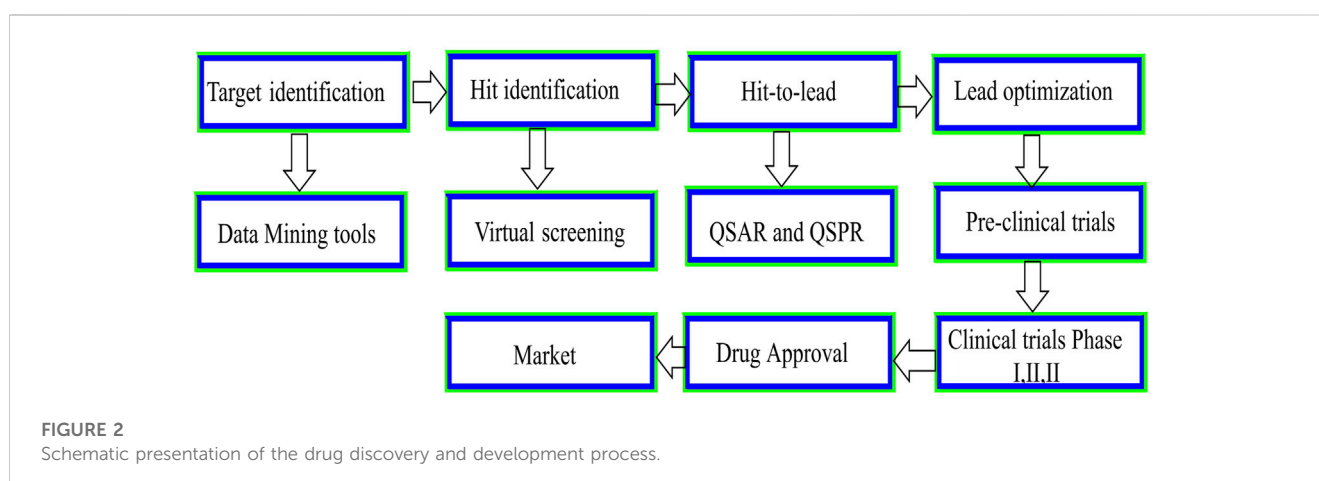 Target identification
Hit identification
Hit-to-lead
Lead optimization
Data Mining tools
Virtual screening
QSAR and QSPR
Pre-clinical trials
Market
Drug Approval
Clinical trials Phase
I,II,II
FIGURE 2
Schematic presentation of the drug discovery and development process.